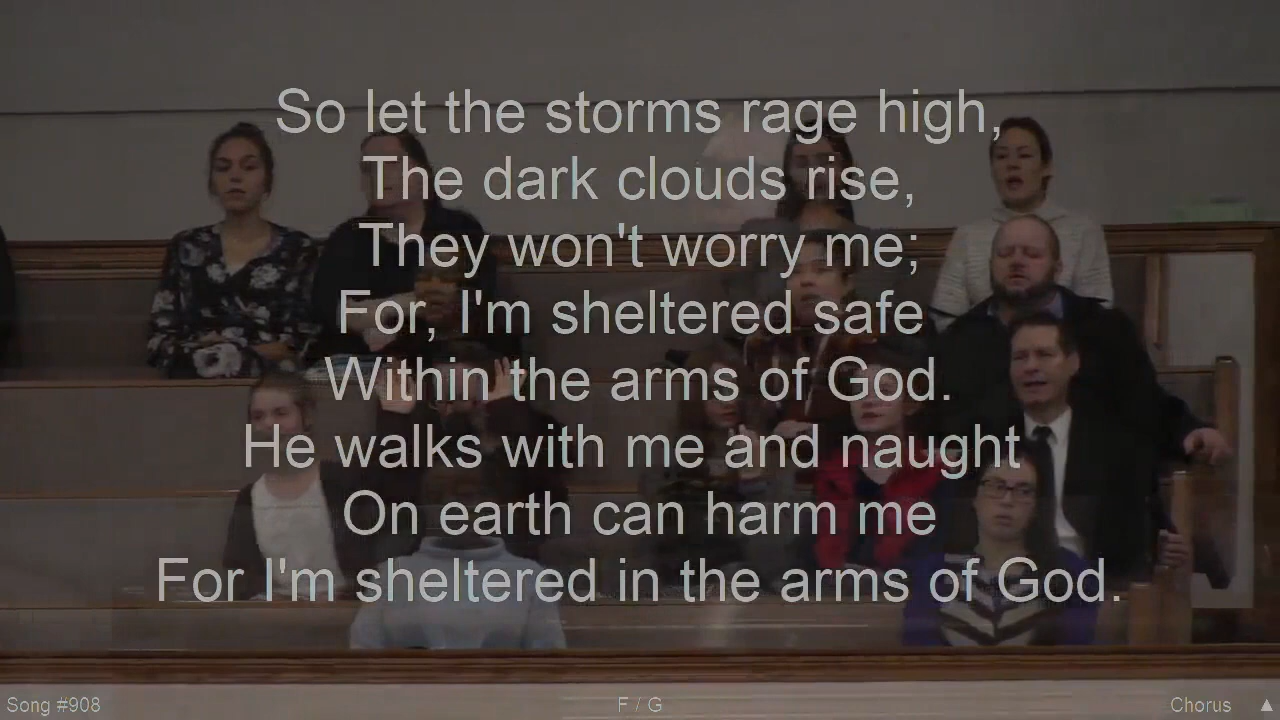 So let the storms rage high,
The dark clouds rise,
They won't worry me;
For, I'm sheltered safe
Within the arms of God.
He walks with me and naught
On earth can harm me
For I'm sheltered in the arms of God.
Song #908
F / G
Chorus ▲